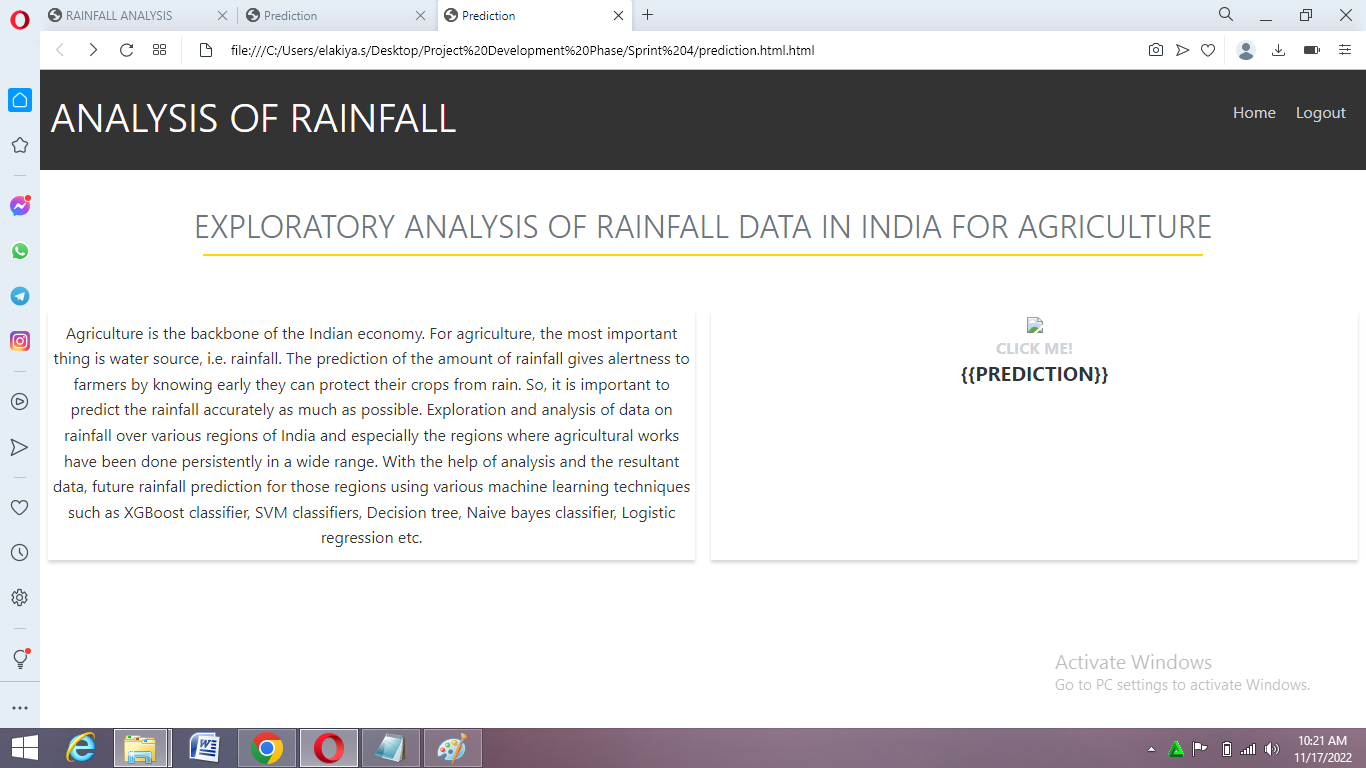 RAINFALL ANALYSIS
Prediction
Prediction
file:///C:/Users/elakiya.s/Desktop/Project%20Development%20Phase/Sprint%204/prediction.html.html
ANALYSIS OF RAINFALL
Home Logout
EXPLORATORY ANALYSIS OF RAINFALL DATA IN INDIA FOR AGRICULTURE
Agriculture is the backbone of the Indian economy. For agriculture, the most important
thing is water source, i.e. rainfall. The prediction of the amount of rainfall gives alertness to
farmers by knowing early they can protect their crops from rain. So, it is important to
predict the rainfall accurately as much as possible. Exploration and analysis of data on
rainfall over various regions of India and especially the regions where agricultural works
have been done persistently in a wide range. With the help of analysis and the resultant
data, future rainfall prediction for those regions using various machine learning techniques
such as XGBoost classifier, SVM classifiers, Decision tree, Naive bayes classifier, Logistic
regression etc.
CLICK ME!
{{PREDICTION}}
Activate Windows
Go to PC settings to activate Windows.
10:21 AM
11/17/2022